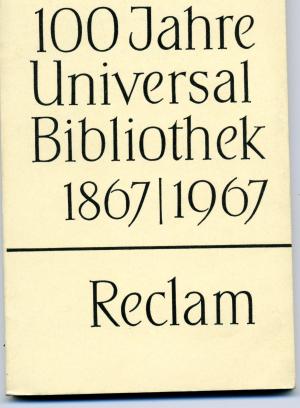 100 Jahre
Universal
Bibliothek
1867|1967
Reclam